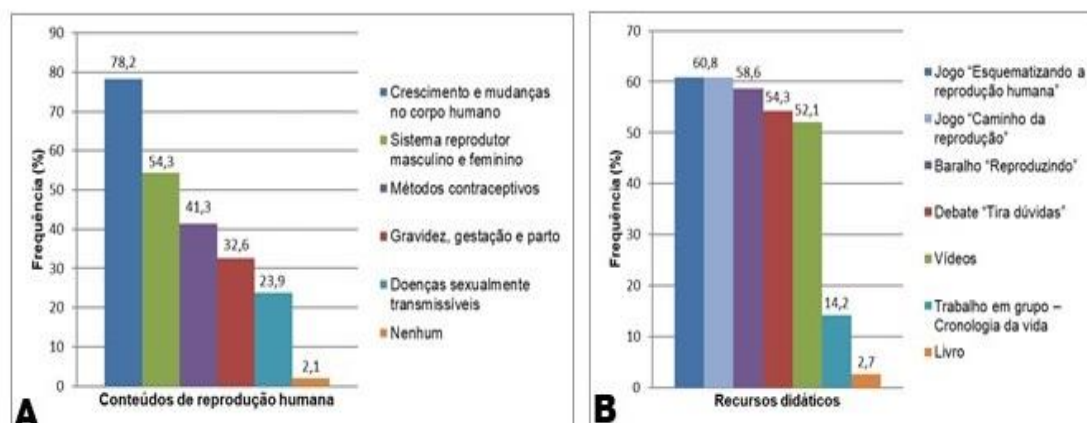 Frequência (%)
90
80
70
60
50
40
30
20
10
0
78,2
54,3
41,3
32,6
23,9
2,1
Crescimento e mudanças
no corpo humano
Sistema reprodutor
masculino e feminino
Métodos contraceptivos
Gravidez, gestação e parto
Doenças sexualmente
transmissíveis
Nenhum
Conteúdos de reprodução humana
A
Frequência (%)
70
60
50
40
30
20
10
0
60,8
58,6
54,3
52,1
14,2
2,7
Jogo “Esquematizando a
reprodução humana”
Jogo “Caminho da
reprodução”
Baralho “Reproduzindo”
Debate “Tira dúvidas”
Vídeos
Trabalho em grupo –
Cronologia da vida
Livro
Recursos didáticos
B